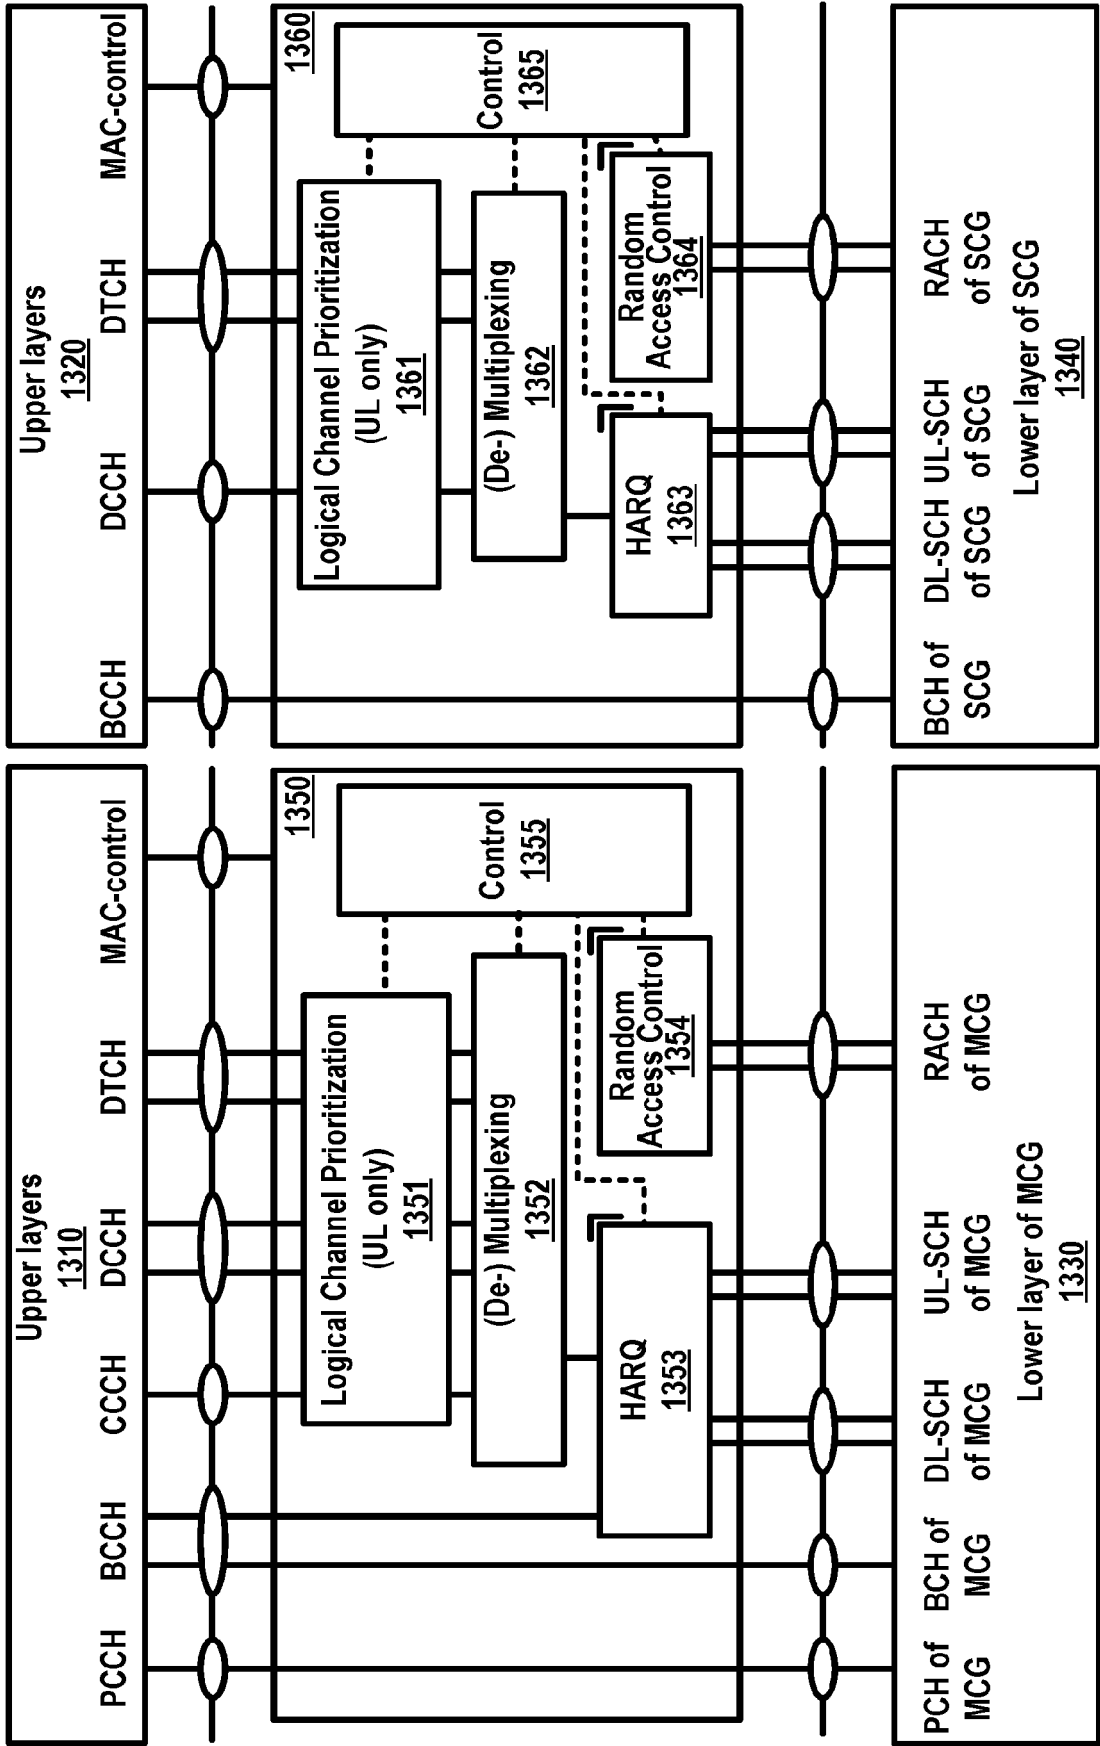 Upper layers
1310
PCCH
BCCH
CCCH
DCCH
DTCH
MAC-control
1350
Logical Channel Prioritization
(UL only)
1351
(De-) Multiplexing
1352
HARQ
1353
Random
Access Control
1354
Control
1355
PCH of
MCG
BCH of
MCG
DL-SCH
of MCG
UL-SCH
of MCG
RACH
of MCG
Lower layer of MCG
1330
Upper layers
1320
BCCH
DCCH
DTCH
MAC-control
1360
Logical Channel Prioritization
(UL only)
1361
(De-) Multiplexing
1362
HARQ
1363
Random
Access Control
1364
Control
1365
BCH of
SCG
DL-SCH
of SCG
UL-SCH
of SCG
RACH
of SCG
Lower layer of SCG
1340